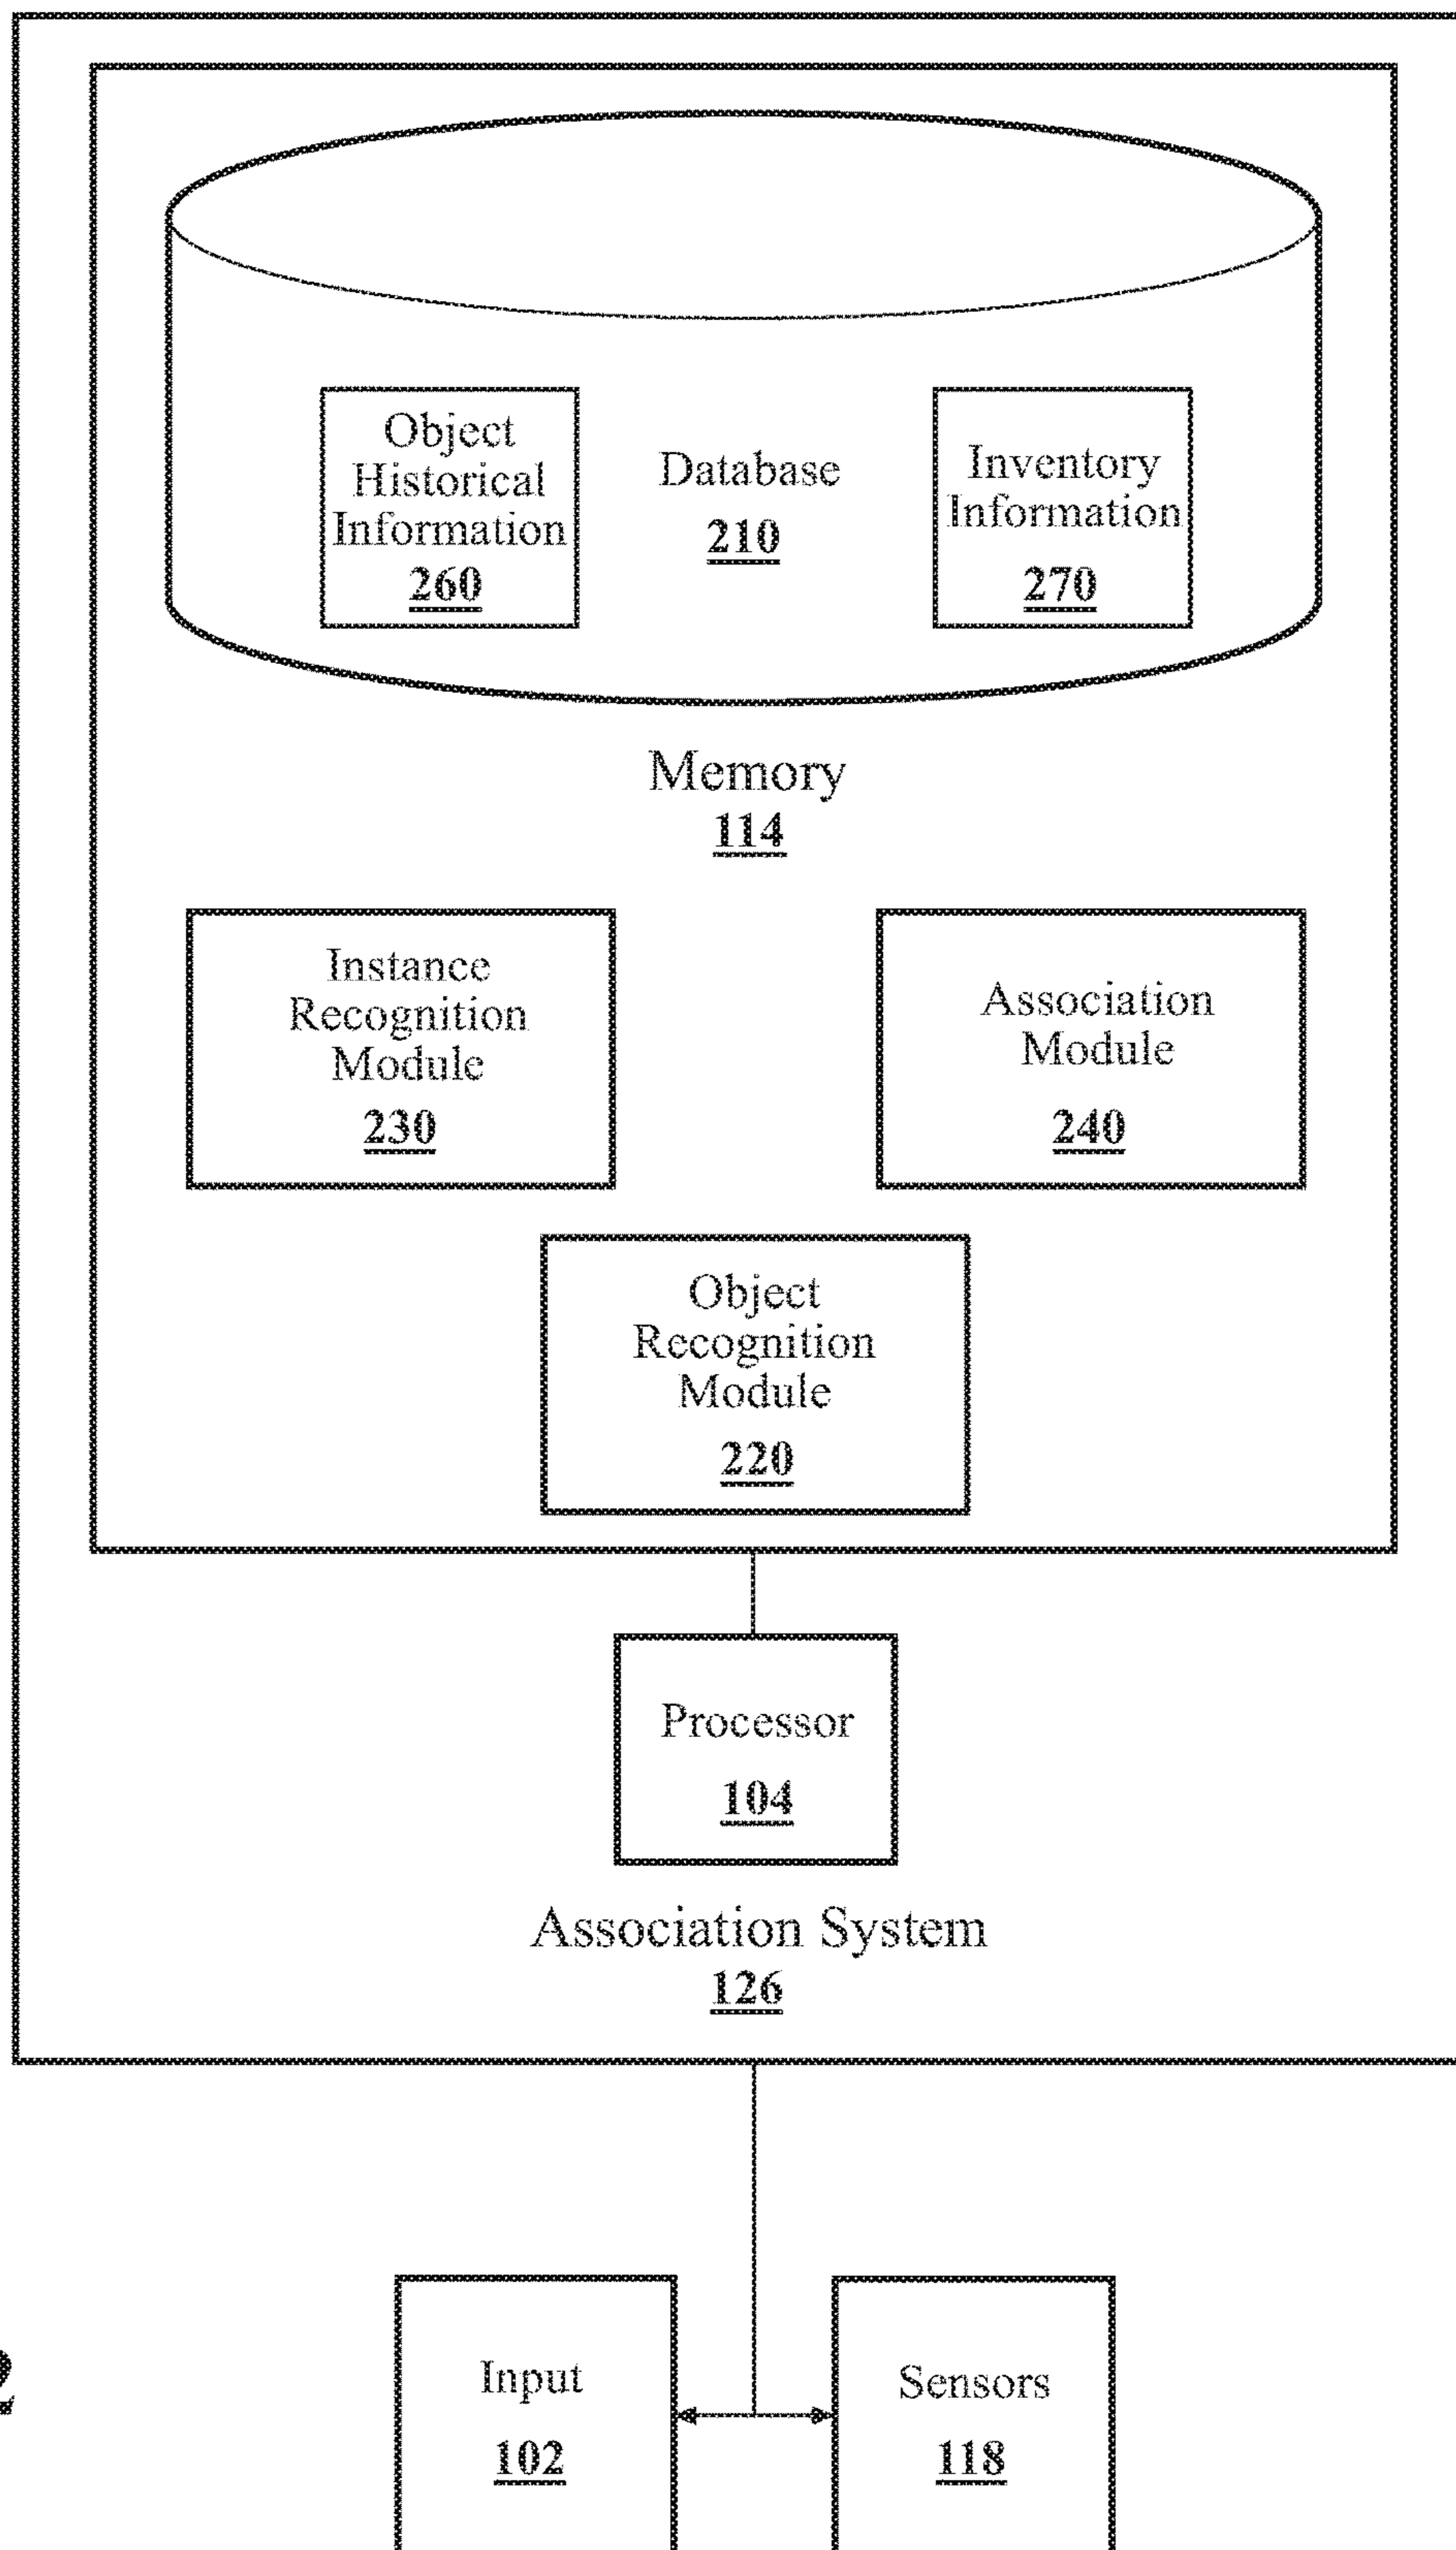 Object
Historical
Information
260
Database
210
Inventory
Information
270
Memory
114
Instance
Recognition
Module
230
Association
Module
240
Object
Recognition
Module
220
Processor
104
Association System
126
Input
102
Sensors
118